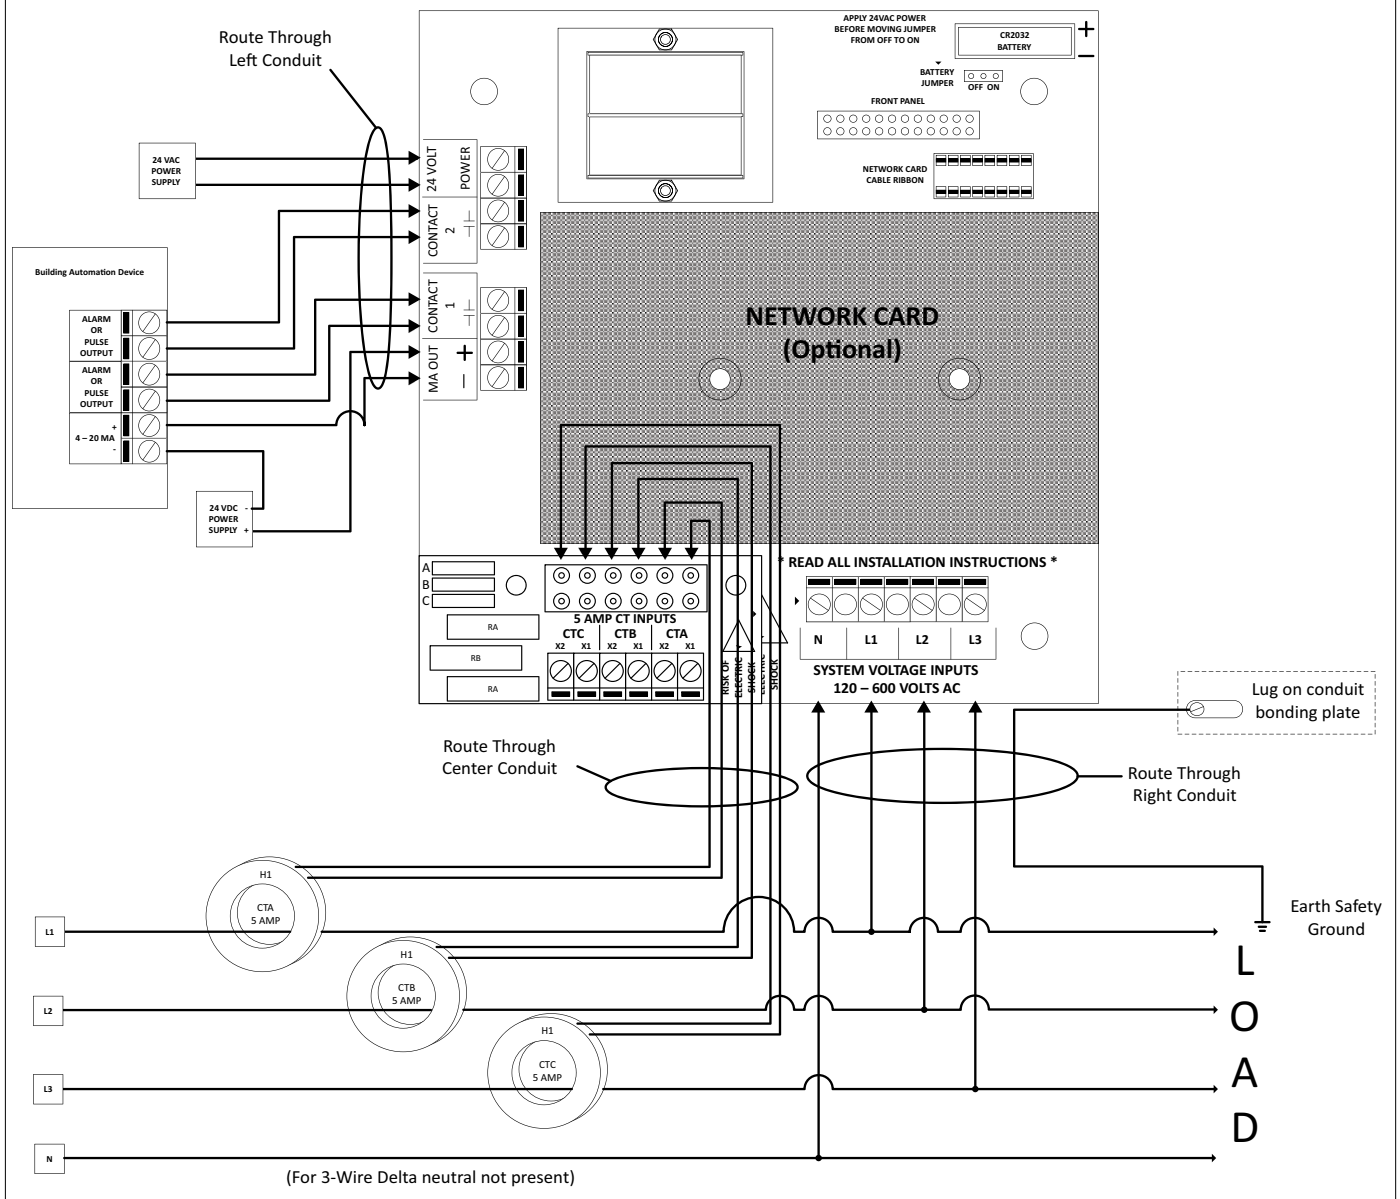 Route Through
Left Conduit
APPLY 24VAC POWER
BEFORE MOVING JUMPER
FROM OFF TO ON
CR2032
BATTERY
+
−
BATTERY
JUMPER
OFF ON
FRONT PANEL
NETWORK CARD
CABLE RIBBON
24 VAC
POWER
SUPPLY
24 VOLT
POWER
CONTACT
2
CONTACT
1
MA OUT
+
−
Building Automation Device
ALARM
OR
PULSE
OUTPUT
ALARM
OR
PULSE
OUTPUT
+
4 – 20 MA
-
24 VDC -
POWER
SUPPLY +
NETWORK CARD
(Optional)
* READ ALL INSTALLATION INSTRUCTIONS *
A
B
C
RA
RB
RA
5 AMP CT INPUTS
CTC CTB CTA
X2 X1 X2 X1 X2 X1
RISK OF
ELECTRIC
SHOCK
ELECTRIC
SHOCK
N L1 L2 L3
SYSTEM VOLTAGE INPUTS
120 – 600 VOLTS AC
Lug on conduit
bonding plate
Route Through
Center Conduit
Route Through
Right Conduit
H1
CTA
5 AMP
L1
Earth Safety
Ground
H1
CTB
5 AMP
L2
H1
CTC
5 AMP
L3
N
L
O
A
D
(For 3-Wire Delta neutral not present)